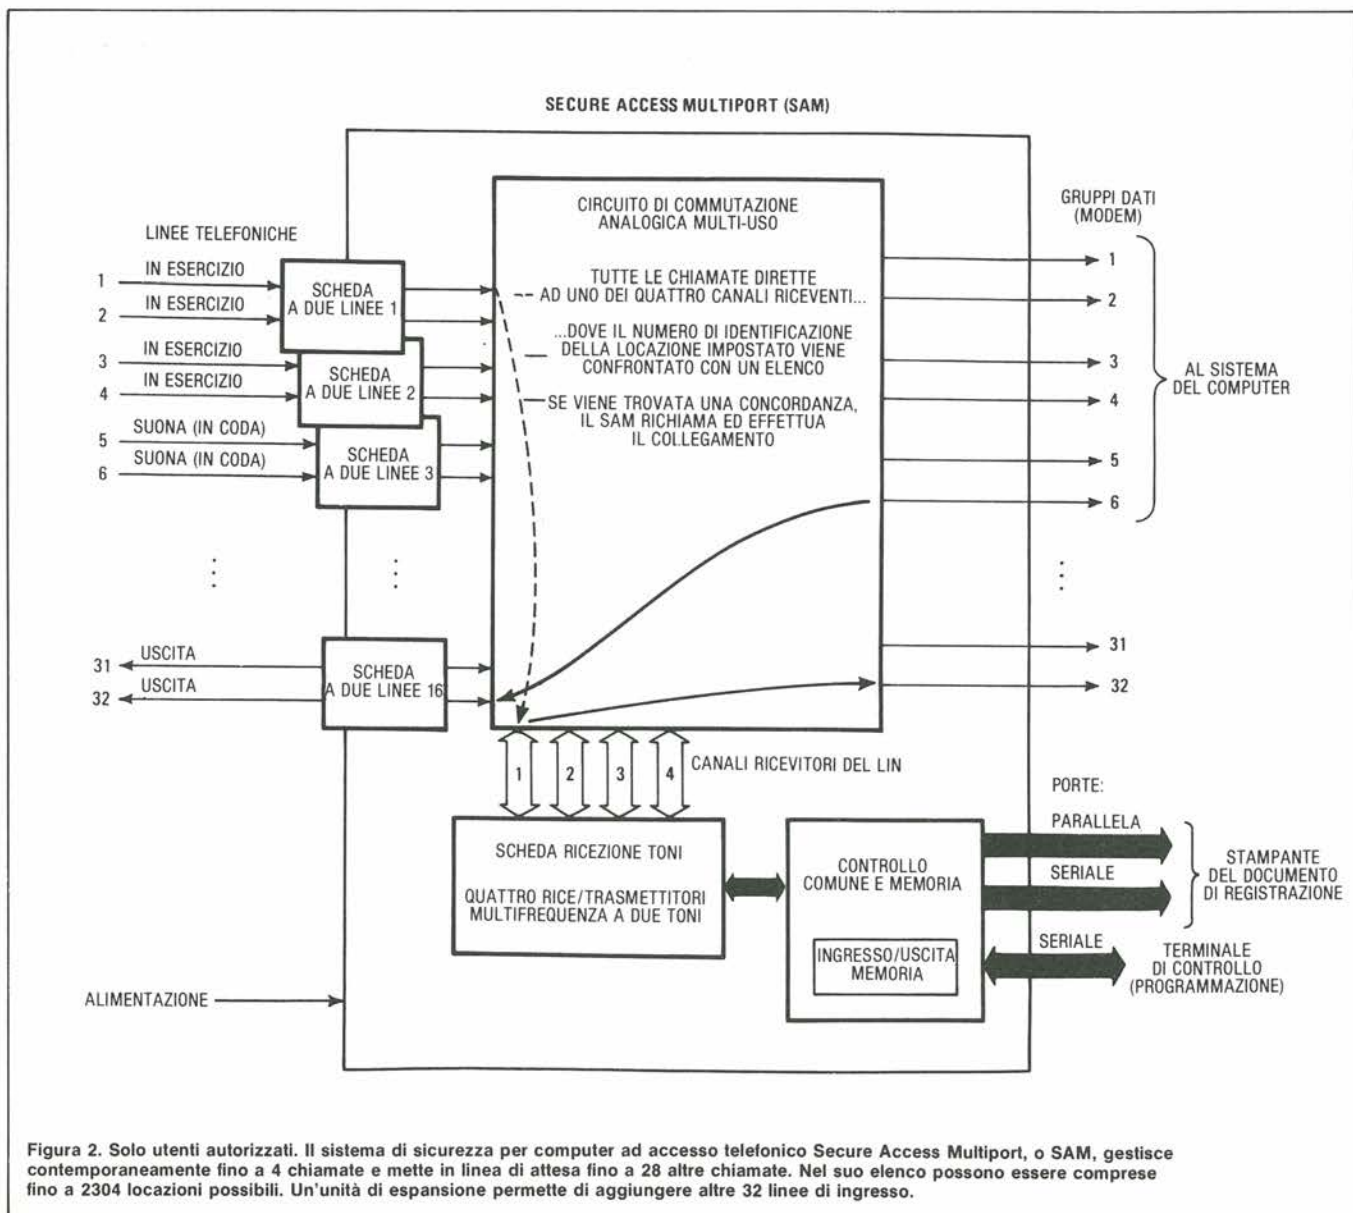 SECURE ACCESS MULTIPORT (SAM)
LINEE TELEFONICHE
1 IN ESERCIZIO
2 IN ESERCIZIO
3 IN ESERCIZIO
4 IN ESERCIZIO
5 SUONA (IN CODA)
6 SUONA (IN CODA)
31 USCITA
32 USCITA
SCHEDA
A DUE LINEE 1
SCHEDA
A DUE LINEE 2
SCHEDA
A DUE LINEE 3
SCHEDA
A DUE LINEE 16
CIRCUITO DI COMMUTAZIONE
ANALOGICA MULTI-USO
TUTTE LE CHIAMATE DIRETTE
AD UNO DEI QUATTRO CANALI RICEVENTI...
...DOVE IL NUMERO DI IDENTIFICAZIONE
DELLA LOCAZIONE IMPOSTATO VIENE
CONFRONTATO CON UN ELENCO
SE VIENE TROVATA UNA CONCORDANZA,
IL SAM RICHIAMA ED EFFETTUA
IL COLLEGAMENTO
GRUPPI DATI
(MODEM)
1
2
3
4
5
6
31
32
AL SISTEMA
DEL COMPUTER
1 2 3 4
CANALI RICEVITORI DEL LIN
SCHEDA RICEZIONE TONI
QUATTRO RICE/TRASMETTITORI
MULTIFREQUENZA A DUE TONI
CONTROLLO
COMUNE E MEMORIA
INGRESSO/USCITA
MEMORIA
PORTE:
PARALLELA
SERIALE
SERIALE
STAMPANTE
DEL DOCUMENTO
DI REGISTRAZIONE
TERMINALE
DI CONTROLLO
(PROGRAMMAZIONE)
ALIMENTAZIONE
Figura 2. Solo utenti autorizzati. Il sistema di sicurezza per computer ad accesso telefonico Secure Access Multiport, o SAM, gestisce
contemporaneamente fino a 4 chiamate e mette in linea di attesa fino a 28 altre chiamate. Nel suo elenco possono essere comprese
fino a 2304 locazioni possibili. Un'unità di espansione permette di aggiungere altre 32 linee di ingresso.